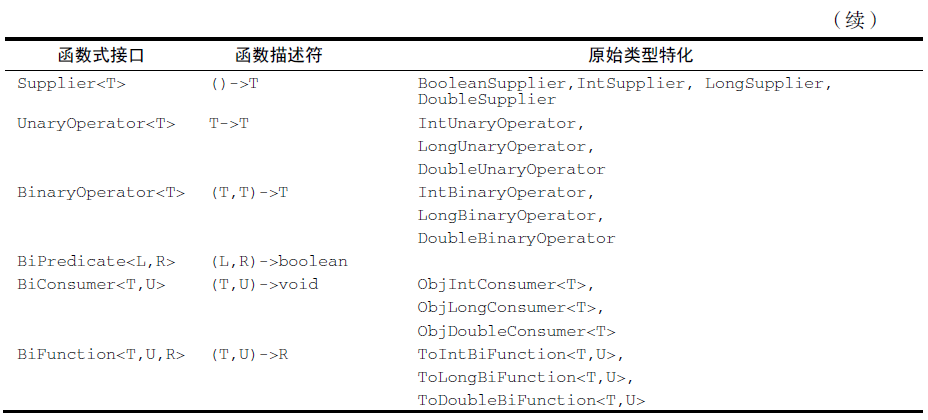 （续）
函数式接口 函数描述符 原始类型特化
Supplier<T> ()->T BooleanSupplier,IntSupplier, LongSupplier,
DoubleSupplier
UnaryOperator<T> T->T IntUnaryOperator,
LongUnaryOperator,
DoubleUnaryOperator
BinaryOperator<T> (T,T)->T IntBinaryOperator,
LongBinaryOperator,
DoubleBinaryOperator
BiPredicate<L,R> (L,R)->boolean
BiConsumer<T,U> (T,U)->void ObjIntConsumer<T>,
ObjLongConsumer<T>,
ObjDoubleConsumer<T>
BiFunction<T,U,R> (T,U)->R ToIntBiFunction<T,U>,
ToLongBiFunction<T,U>,
ToDoubleBiFunction<T,U>